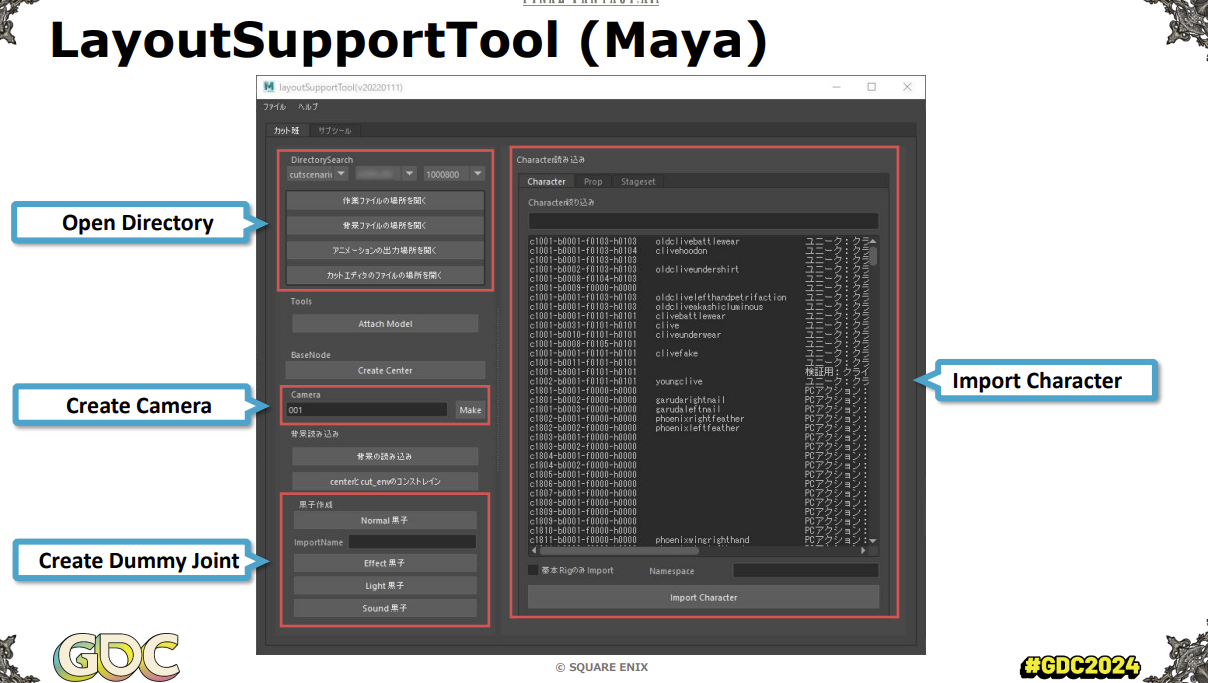 LayoutSupportTool (Maya)
layoutSupportTool(v20220111)
ファイル ヘルプ
カット班 サブツール
DirectorySearch
cutscenari 1000800
作業ファイルの場所を開く
背景ファイルの場所を開く
アニメーションの出力場所を開く
カットエディタのファイルの場所を開く
Tools
Attach Model
BaseNode
Create Center
Camera
001 Make
背景読み込み
背景の読み込み
centerとcut_envのコンストレイン
黒子作成
Normal 黒子
ImportName
Effect 黒子
Light 黒子
Sound 黒子
Open Directory
Create Camera
Create Dummy Joint
Character読み込み
Character Prop Stageset
Character絞り込み
c1001-b0001-f0103-h0103 oldclivebattlewear ユニーク：クラ
c1001-b0001-f0103-h0104 clivehoodon ユニーク：クラ
c1001-b0001-f0103-h0103 ユニーク：クラ
c1001-b0002-f0103-h0103 oldcliveundershirt ユニーク：クラ
c1001-b0008-f0104-h0103 ユニーク：クラ
c1001-b0009-f0000-h0000 ユニーク：クラ
c1001-b0001-f0103-h0103 oldclivelefthandpetrifaction ユニーク：クラ
c1001-b0001-f0103-h0103 oldcliveakashicluminous ユニーク：クラ
c1001-b0001-f0101-h0101 clivebattlewear ユニーク：クラ
c1001-b0031-f0101-h0101 clive ユニーク：クラ
c1001-b0010-f0101-h0101 cliveunderwear ユニーク：クラ
c1001-b0008-f0105-h0101 ユニーク：クラ
c1001-b0001-f0101-h0101 clivefake ユニーク：クラ
c1001-b0011-f0101-h0101 ユニーク：クラ
c1001-b9001-f0101-h0101 検証用：クライ
c1002-b0001-f0101-h0101 youngclive ユニーク：クラ
c1801-b0001-f0000-h0000 PCアクション：
c1801-b0002-f0000-h0000 garudarightnail PCアクション：
c1801-b0003-f0000-h0000 garudaleftnail PCアクション：
c1802-b0001-f0000-h0000 phoenixrightfeather PCアクション：
c1802-b0002-f0000-h0000 phoenixleftfeather PCアクション：
c1803-b0001-f0000-h0000 PCアクション：
c1803-b0002-f0000-h0000 PCアクション：
c1804-b0001-f0000-h0000 PCアクション：
c1804-b0002-f0000-h0000 PCアクション：
c1805-b0001-f0000-h0000 PCアクション：
c1806-b0001-f0000-h0000 PCアクション：
c1807-b0001-f0000-h0000 PCアクション：
c1808-b0001-f0000-h0000 PCアクション：
c1809-b0001-f0000-h0000 PCアクション：
c1809-b0002-f0000-h0000 PCアクション：
c1810-b0001-f0000-h0000 PCアクション：
phoenixwingrighthand PCアクション：
基本Rigのみ Import Namespace
Import Character
Import Character
GDC
© SQUARE ENIX
#GDC2024